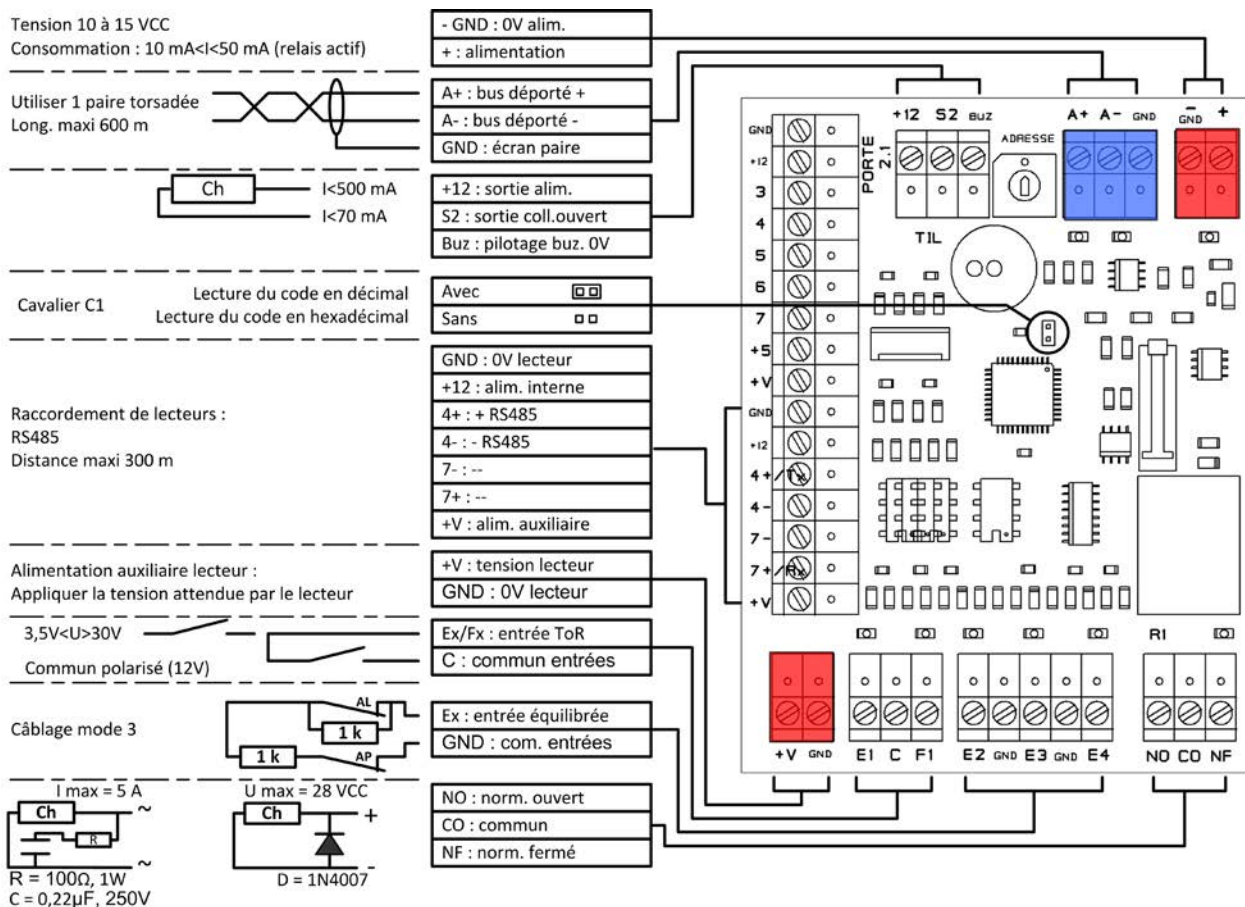 Tension 10 à 15 VCC
Consommation : 10 mA<I<50 mA (relais actif)
- GND : 0V alim.
+ : alimentation
Utiliser 1 paire torsadée
Long. maxi 600 m
A+ : bus déporté +
A- : bus déporté -
GND : écran paire
Ch
I<500 mA
I<70 mA
+12 : sortie alim.
S2 : sortie coll.ouvert
Buz : pilotage buz. 0V
Cavalier C1
Lecture du code en décimal
Lecture du code en hexadécimal
Avec
Sans
Raccordement de lecteurs :
RS485
Distance maxi 300 m
GND : 0V lecteur
+12 : alim. interne
4+ : + RS485
4- : - RS485
7- : --
7+ : --
+V : alim. auxiliaire
Alimentation auxiliaire lecteur :
Appliquer la tension attendue par le lecteur
+V : tension lecteur
GND : 0V lecteur
3,5V<U>30V
Commun polarisé (12V)
Ex/Fx : entrée ToR
C : commun entrées
Câblage mode 3
AL
1 k
1 k
AP
Ex : entrée équilibrée
GND : com. entrées
I max = 5 A
Ch
~
R
~
R = 100Ω, 1W
C = 0,22µF, 250V
U max = 28 VCC
Ch
+
-
D = 1N4007
NO : norm. ouvert
CO : commun
NF : norm. fermé
GND
+12
3
4
5
6
7
+5
+V
GND
+12
4+/Tx
4-
7-
7+/Rx
+V
PORTE
2.1
+12 S2 BUZ
ADRESSE
A+ A- GND
- +
GND
TIL
R1
+V GND
E1 C F1
E2 GND E3 GND E4
NO CO NF